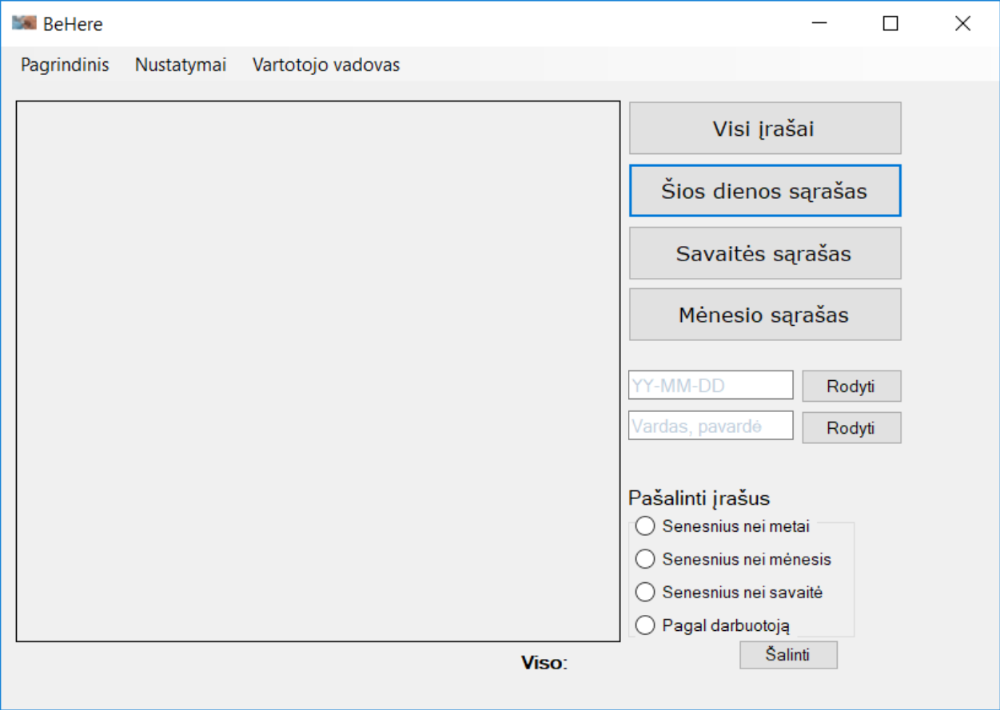 BeHere
Pagrindinis Nustatymai Vartotojo vadovas
Visi įrašai
Šios dienos sąrašas
Savaitės sąrašas
Mėnesio sąrašas
YY-MM-DD Rodyti
Vardas, pavardė Rodyti
Pašalinti įrašus
Senesnius nei metai
Senesnius nei mėnesis
Senesnius nei savaitė
Pagal darbuotoją
Šalinti
Viso: